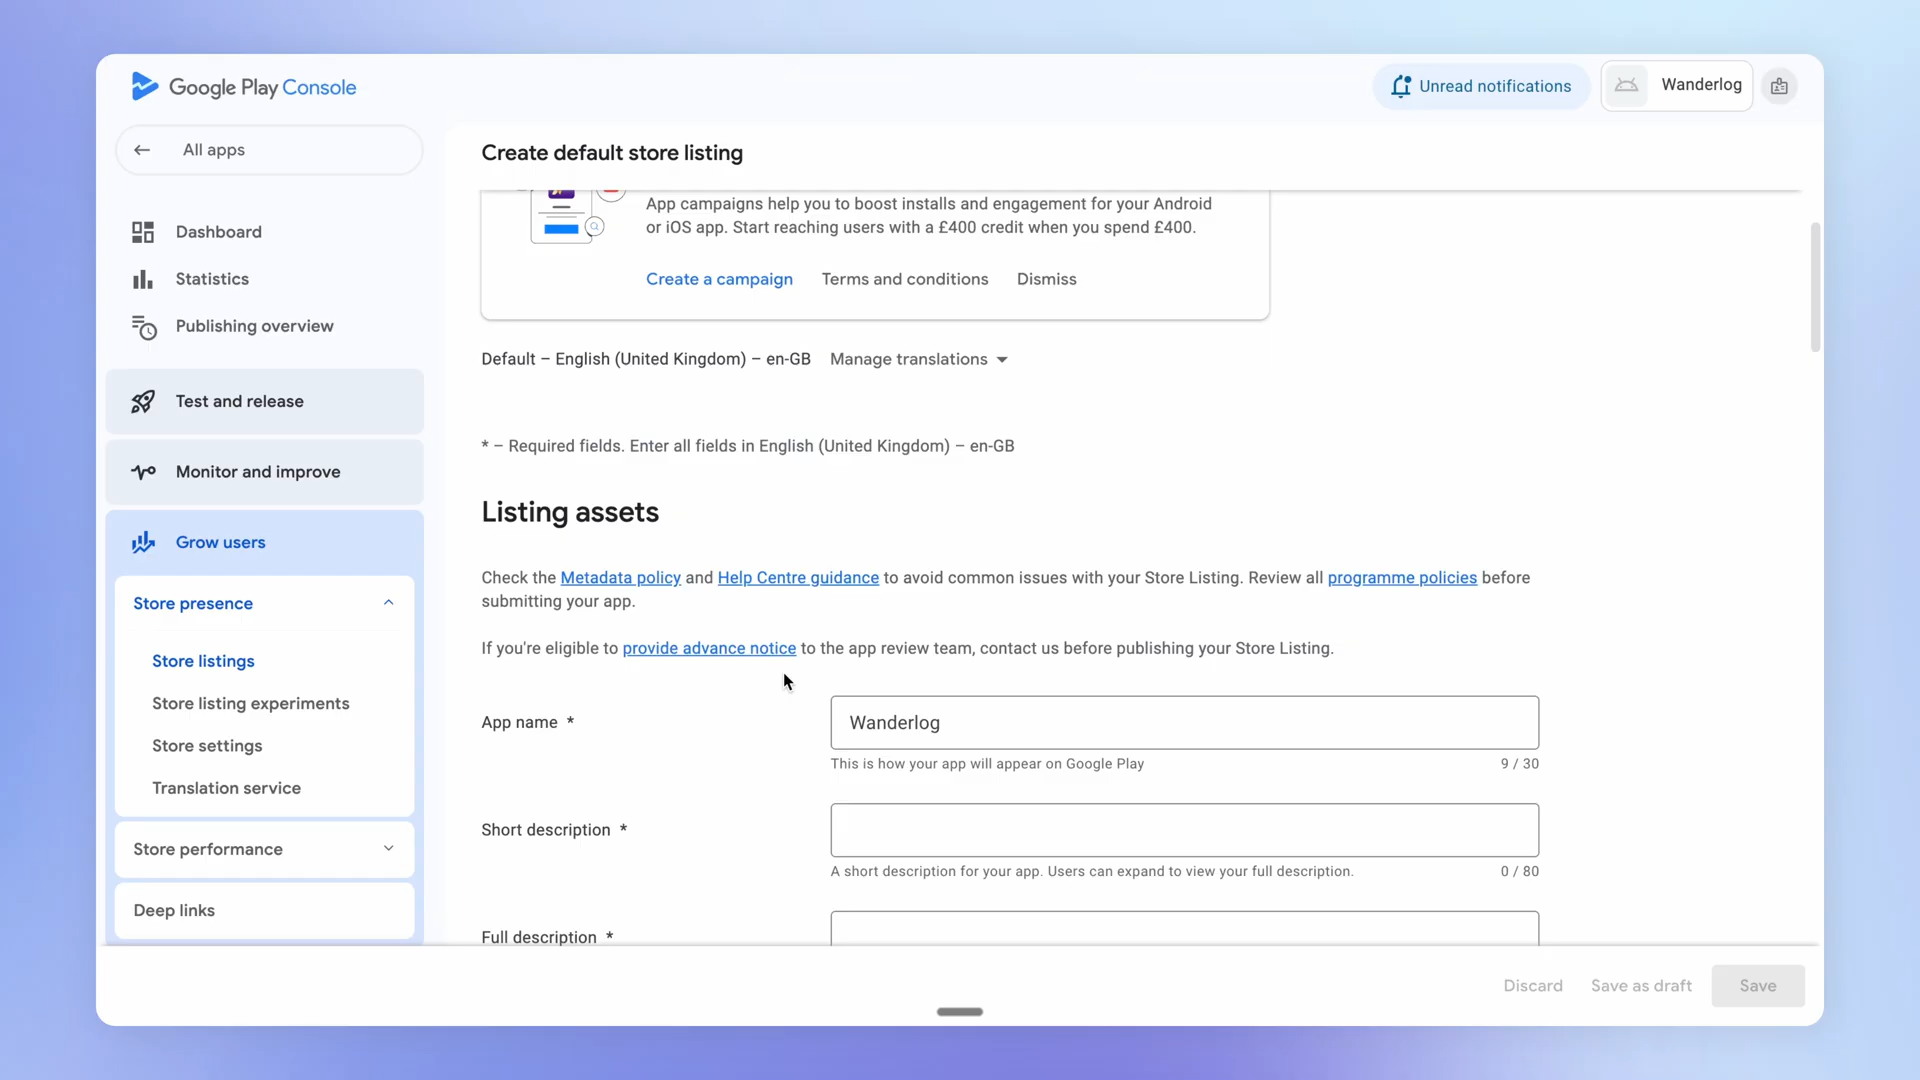 Google Play Console
Unread notifications
Wanderlog
All apps
Dashboard
Statistics
Publishing overview
Test and release
Monitor and improve
Grow users
Store presence
Store listings
Store listing experiments
Store settings
Translation service
Store performance
Deep links
Create default store listing
App campaigns help you to boost installs and engagement for your Android
or iOS app. Start reaching users with a £400 credit when you spend £400.
Create a campaign Terms and conditions Dismiss
Default – English (United Kingdom) – en-GB Manage translations
* – Required fields. Enter all fields in English (United Kingdom) – en-GB
Listing assets
Check the Metadata policy and Help Centre guidance to avoid common issues with your Store Listing. Review all programme policies before
submitting your app.
If you're eligible to provide advance notice to the app review team, contact us before publishing your Store Listing.
App name *
Wanderlog
This is how your app will appear on Google Play 9 / 30
Short description *
A short description for your app. Users can expand to view your full description. 0 / 80
Full description *
Discard Save as draft Save